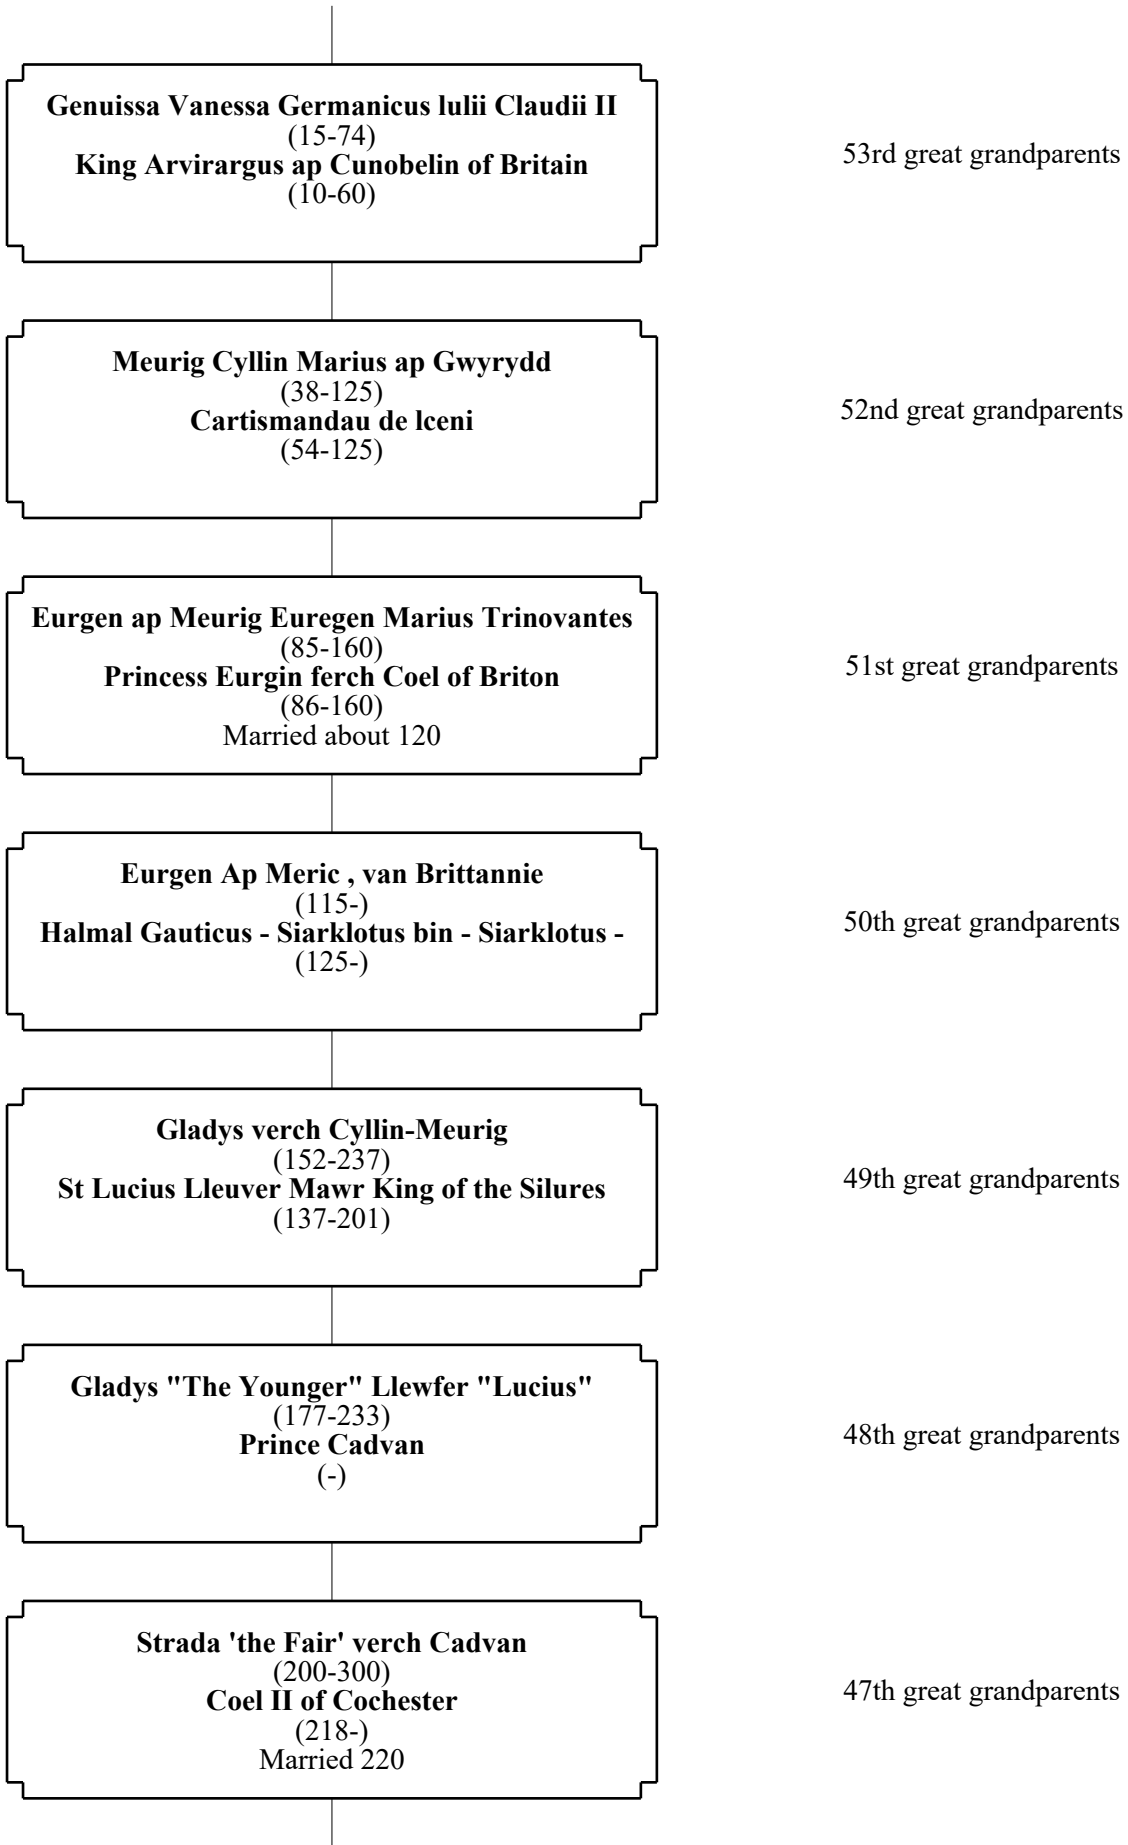 Genuissa Vanessa Germanicus lulii Claudii II
(15-74)
King Arvirargus ap Cunobelin of Britain
(10-60)
53rd great grandparents
Meurig Cyllin Marius ap Gwyrydd
(38-125)
Cartismandau de lceni
(54-125)
52nd great grandparents
Eurgen ap Meurig Euregen Marius Trinovantes
(85-160)
Princess Eurgin ferch Coel of Briton
(86-160)
Married about 120
51st great grandparents
Eurgen Ap Meric , van Brittannie
(115-)
Halmal Gauticus - Siarklotus bin - Siarklotus -
(125-)
50th great grandparents
Gladys verch Cyllin-Meurig
(152-237)
St Lucius Lleuver Mawr King of the Silures
(137-201)
49th great grandparents
Gladys "The Younger" Llewfer "Lucius"
(177-233)
Prince Cadvan
(-)
48th great grandparents
Strada 'the Fair' verch Cadvan
(200-300)
Coel II of Cochester
(218-)
Married 220
47th great grandparents